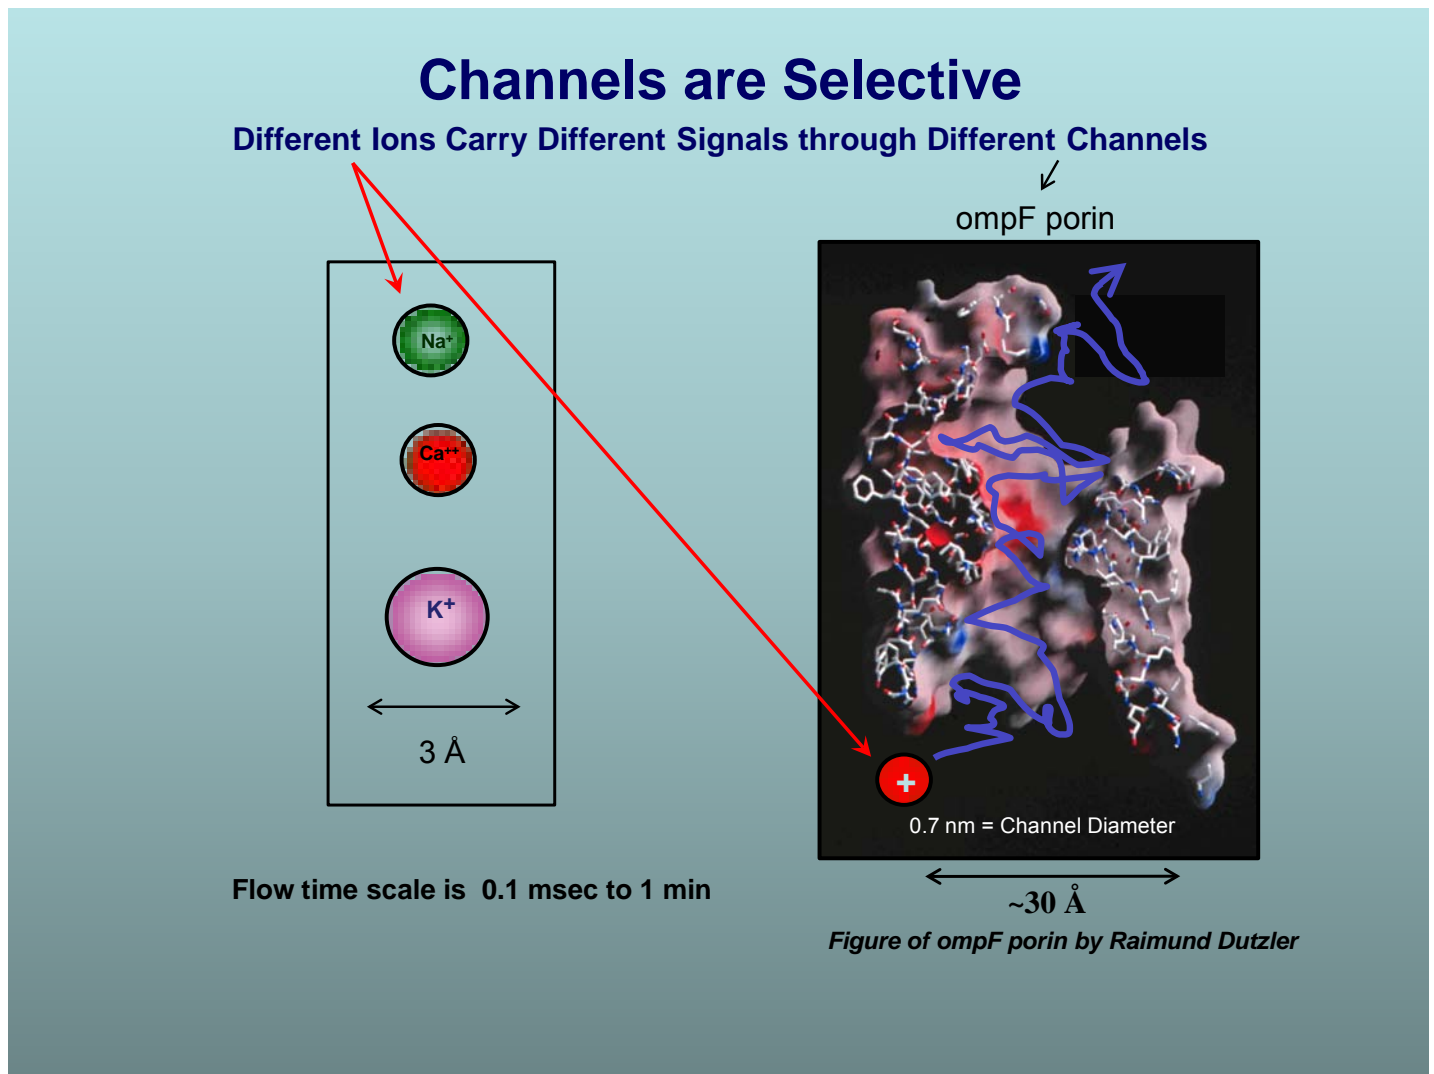 Channels are Selective
Different Ions Carry Different Signals through Different Channels
ompF porin
Na⁺
Ca⁺⁺
K⁺
3 Å
+
0.7 nm = Channel Diameter
Flow time scale is  0.1 msec to 1 min
~30 Å
Figure of ompF porin by Raimund Dutzler